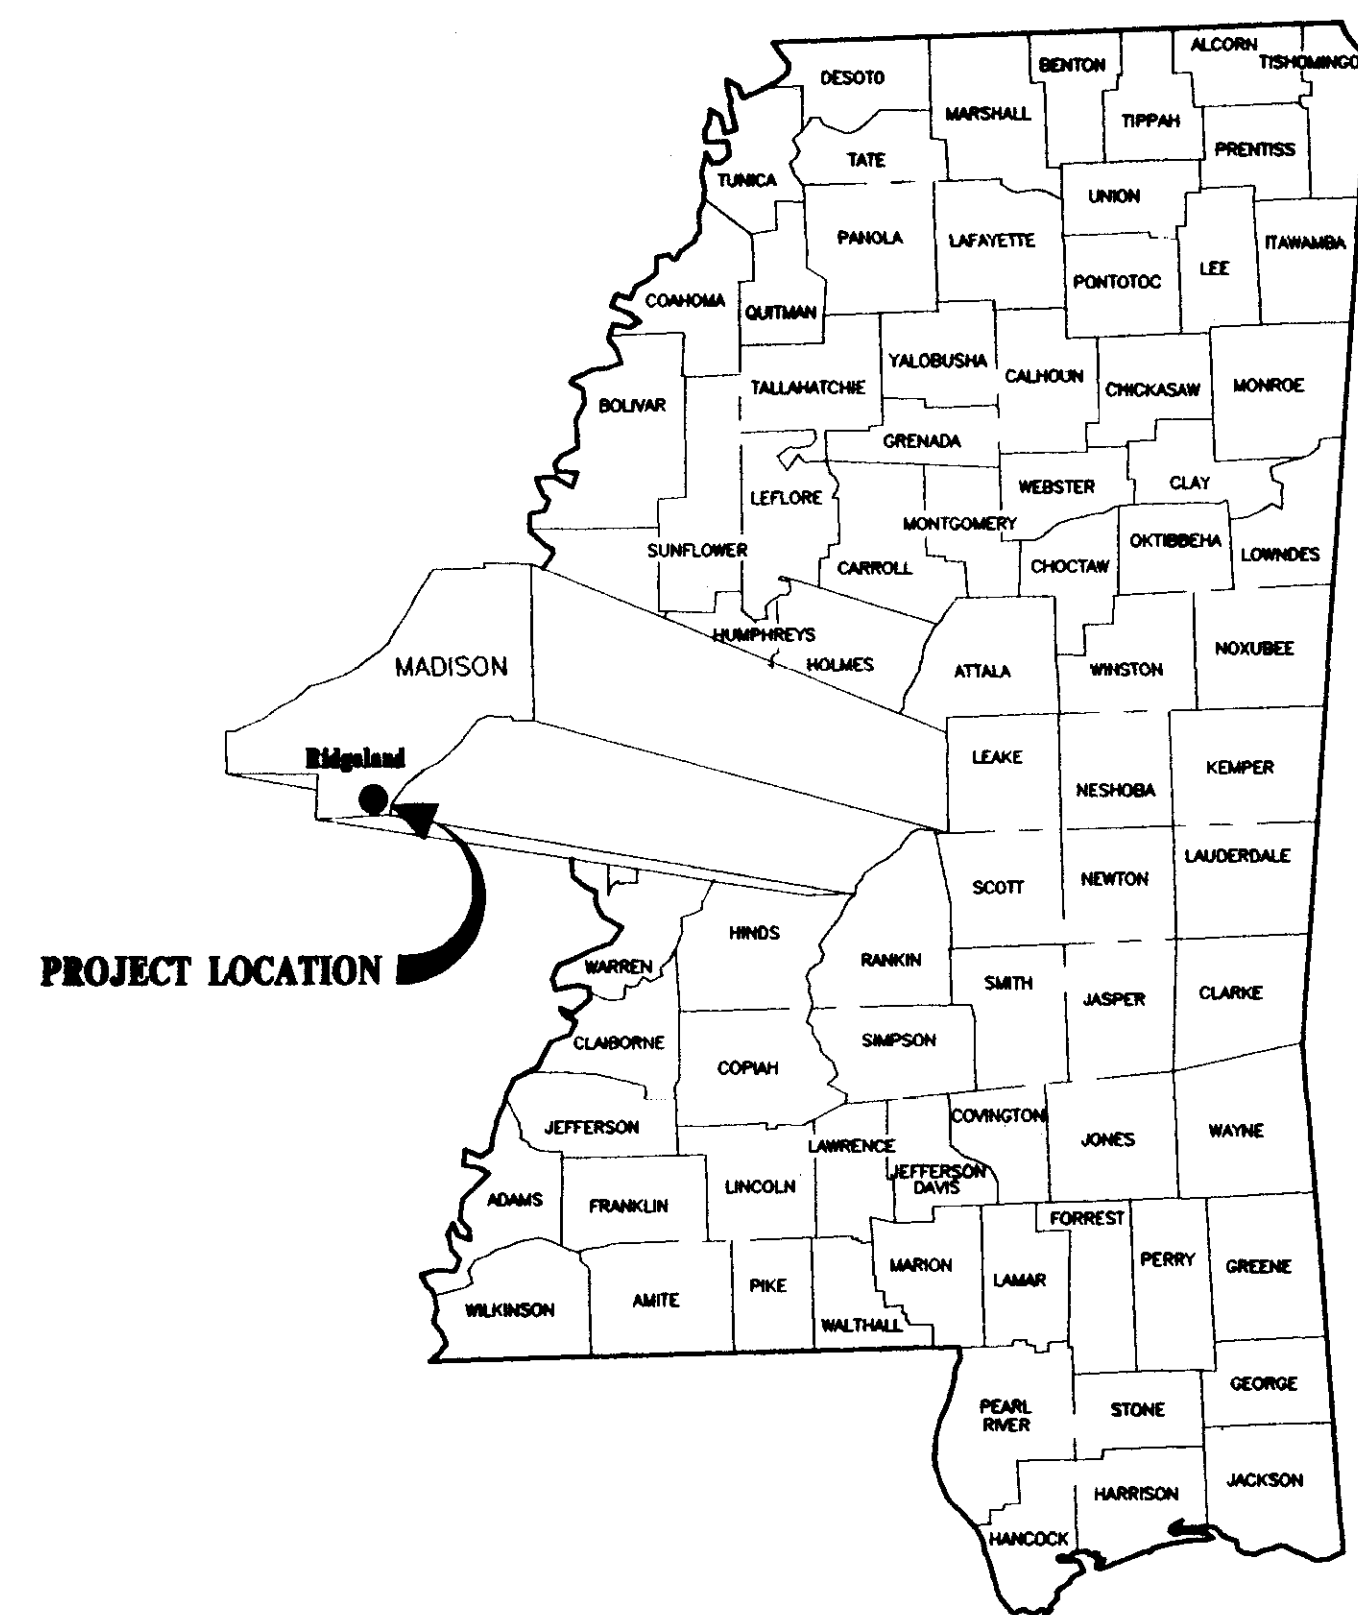 ALCORN
TISHOMINGO
BENTON
DESOTO
MARSHALL
TIPPAH
PRENTISS
TATE
TUNICA
UNION
PANOLA
LAFAYETTE
ITAWAMBA
LEE
PONTOTOC
COAHOMA
QUITMAN
YALOBUSHA
CALHOUN
TALLAHATCHIE
CHICKASAW
MONROE
BOLIVAR
GRENADA
WEBSTER
CLAY
LEFLORE
MONTGOMERY
OKTIBBEHA
SUNFLOWER
LOWNDES
CARROLL
CHOCTAW
HUMPHREYS
NOXUBEE
MADISON
HOLMES
ATTALA
WINSTON
Ridgeland
LEAKE
KEMPER
NESHOBA
LAUDERDALE
SCOTT
NEWTON
HINDS
PROJECT LOCATION
WARREN
RANKIN
SMITH
JASPER
CLARKE
CLAIBORNE
SIMPSON
COPIAH
COVINGTON
JEFFERSON
LAWRENCE
JONES
WAYNE
JEFFERSON
DAVIS
LINCOLN
ADAMS
FRANKLIN
FORREST
MARION
LAMAR
PERRY
GREENE
WILKINSON
AMITE
PIKE
WALTHALL
GEORGE
PEARL
RIVER
STONE
JACKSON
HARRISON
HANCOCK